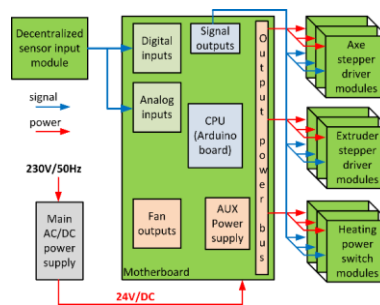 Decentralized
sensor input
module
signal
power
230V/50Hz
Main
AC/DC
power
supply
24V/DC
Digital
inputs
Signal
outputs
Analog
inputs
CPU
(Arduino
board)
Fan
outputs
AUX
Power
supply
Motherboard
Output power bus
Axe
stepper
driver
modules
Extruder
stepper
driver
modules
Heating
power
switch
modules